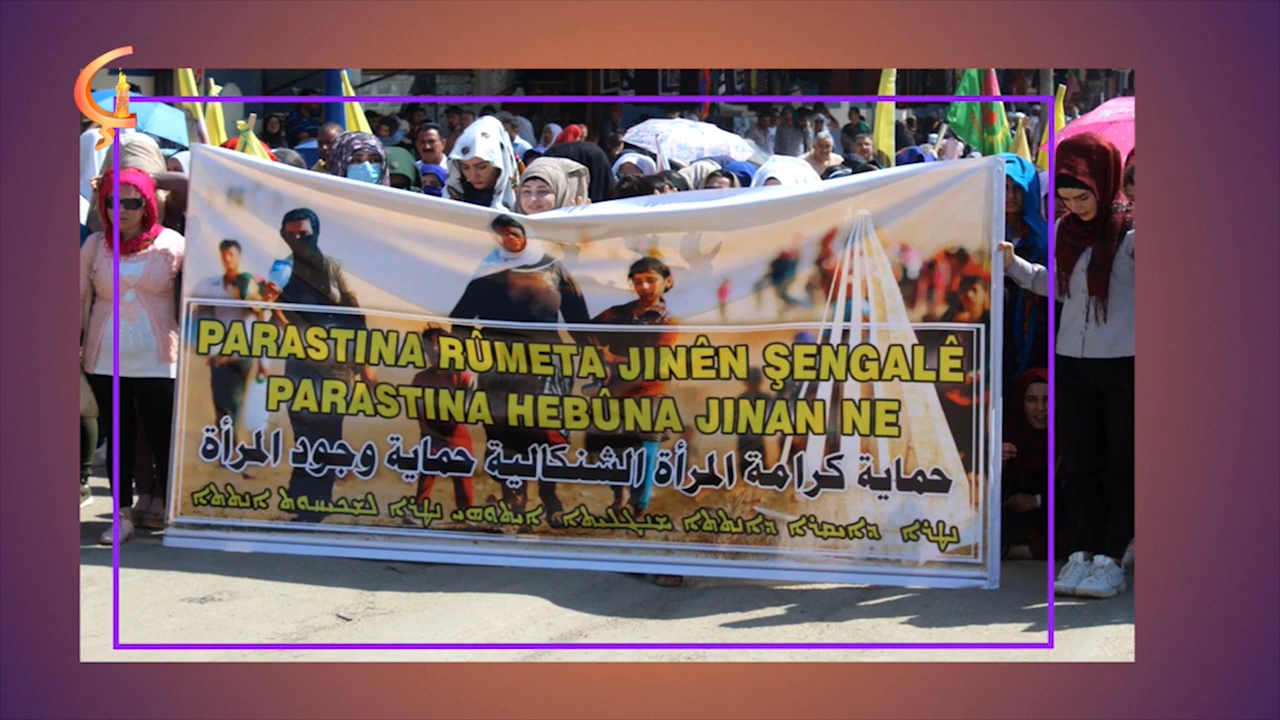 PARASTINA RÛMETA JINÊN ŞENGALÊ
PARASTINA HEBÛNA JINAN NE
حماية كرامة المرأة الشنكالية حماية وجود المرأة